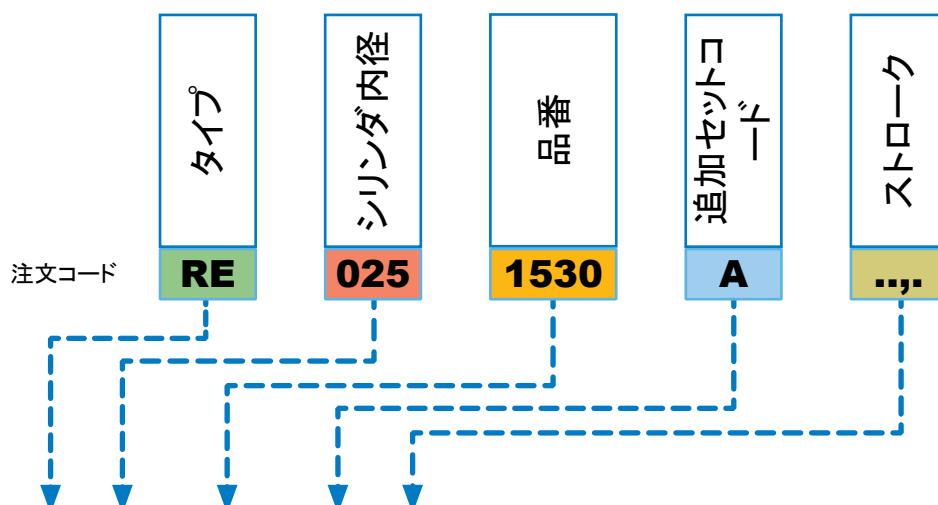 タイプ
シリンダ内径
品番
追加セットコ
ード
ストローク
注文コード
RE
025
1530
A
..,.